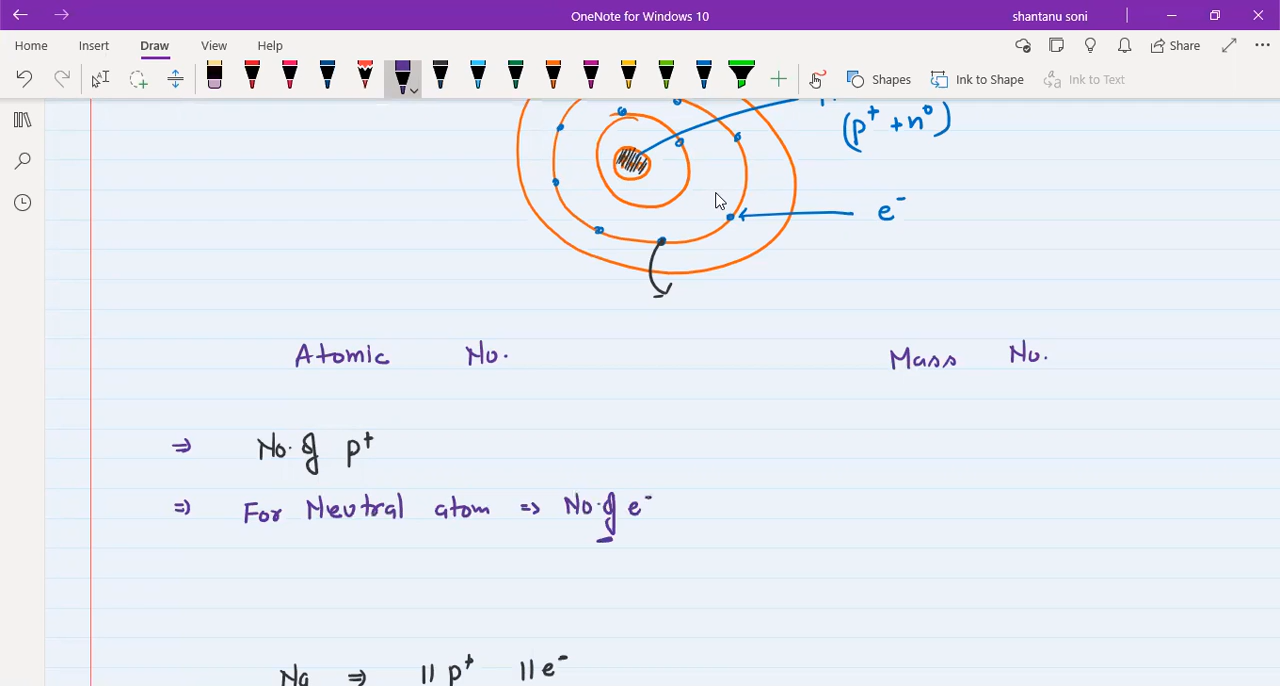 OneNote for Windows 10
shantanu soni
Home Insert Draw View Help
Share
Shapes Ink to Shape Ink to Text
(p+ + n0)
e-
Atomic No. Mass No.
⇒ No. of p+
⇒ For Neutral atom ⇒ No. of e-
Na ⇒ 11 p+ 11 e-